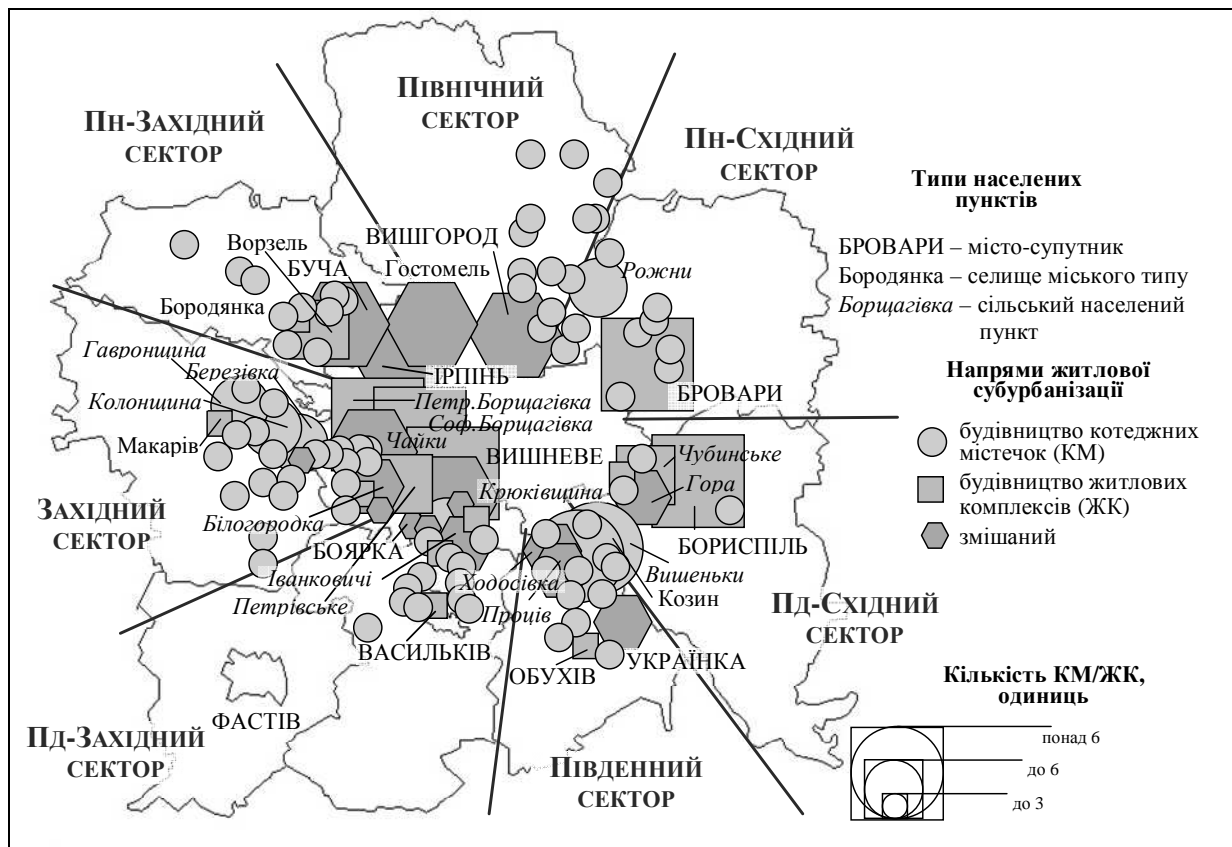 ПІВНІЧНИЙ
СЕКТОР
ПН-ЗАХІДНИЙ
СЕКТОР
ПН-СХІДНИЙ
СЕКТОР
Типи населених
пунктів
БРОВАРИ – місто-супутник
Бородянка – селище міського типу
Борщагівка – сільський населений
пункт
Напрями житлової
субурбанізації
будівництво котеджних
містечок (КМ)
будівництво житлових
комплексів (ЖК)
змішаний
Ворзель
ВИШГОРОД
БУЧА
Гостомель
Рожни
Бородянка
Гавронщина
Березівка
ІРПІНЬ
Колонщина
Петр.Борщагівка
БРОВАРИ
Соф.Борщагівка
Макарів
Чайки
ВИШНЕВЕ
Чубинське
Крюківщина
Гора
ЗАХІДНИЙ
СЕКТОР
Білогородка
БОЯРКА
БОРИСПІЛЬ
Іванковичі
Ходосівка
Вишеньки
Петрівське
Проців
Козин
ПД-СХІДНИЙ
СЕКТОР
ВАСИЛЬКІВ
ОБУХІВ
УКРАЇНКА
ФАСТІВ
Кількість КМ/ЖК,
одиниць
понад 6
до 6
до 3
ПД-ЗАХІДНИЙ
СЕКТОР
ПІВДЕННИЙ
СЕКТОР